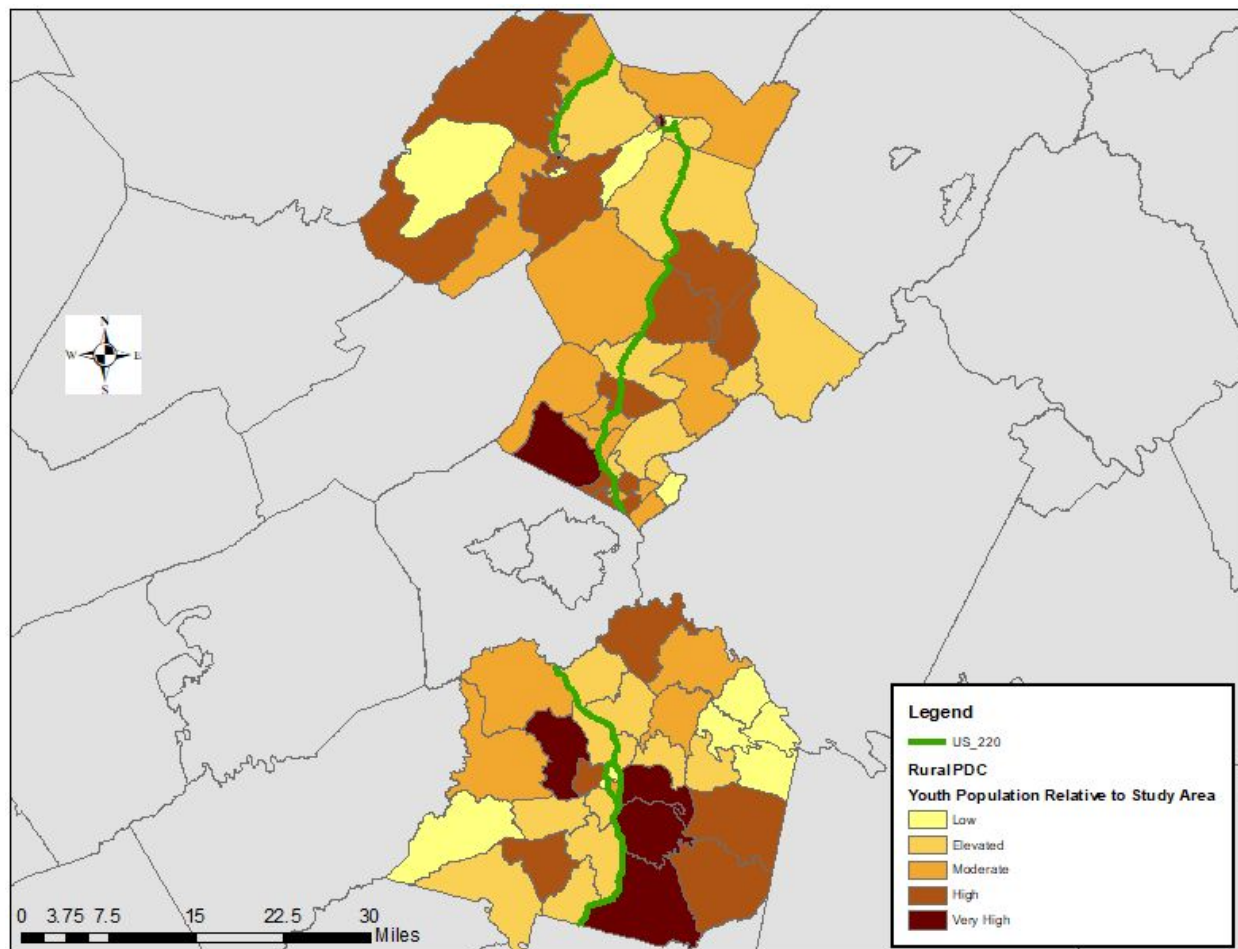 N
W E
S
Legend
US_220
RuralPDC
Youth Population Relative to Study Area
Low
Elevated
Moderate
High
Very High
0 3.75 7.5 15 22.5 30
Miles